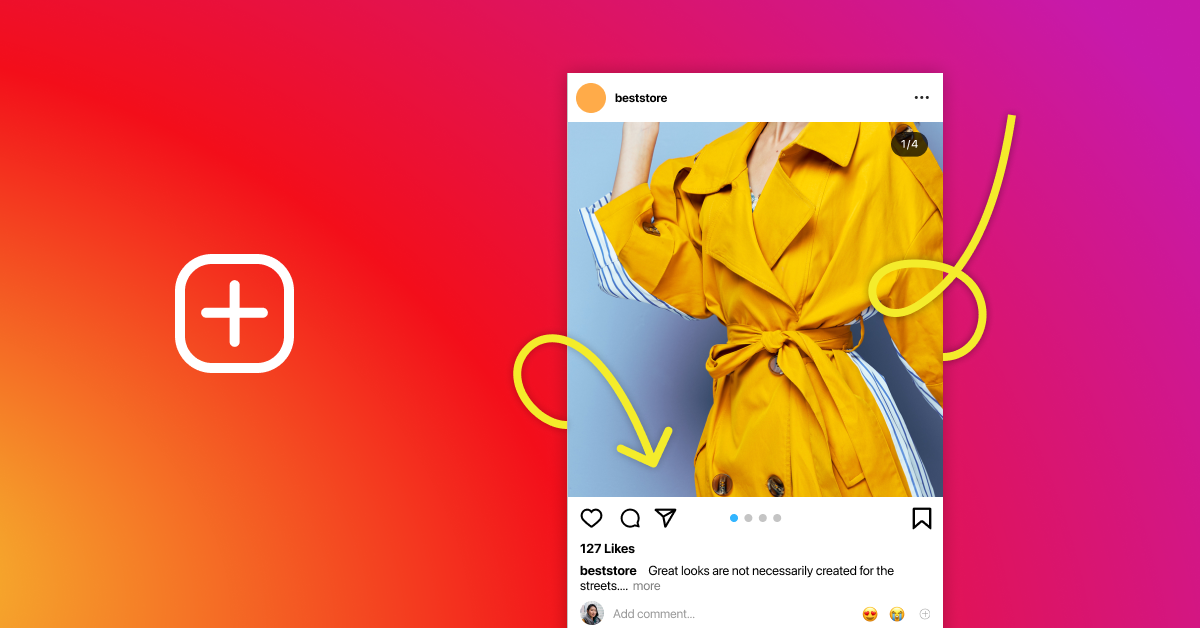 beststore
1/4
127 Likes
beststore Great looks are not necessarily created for the
streets.... more
Add comment...